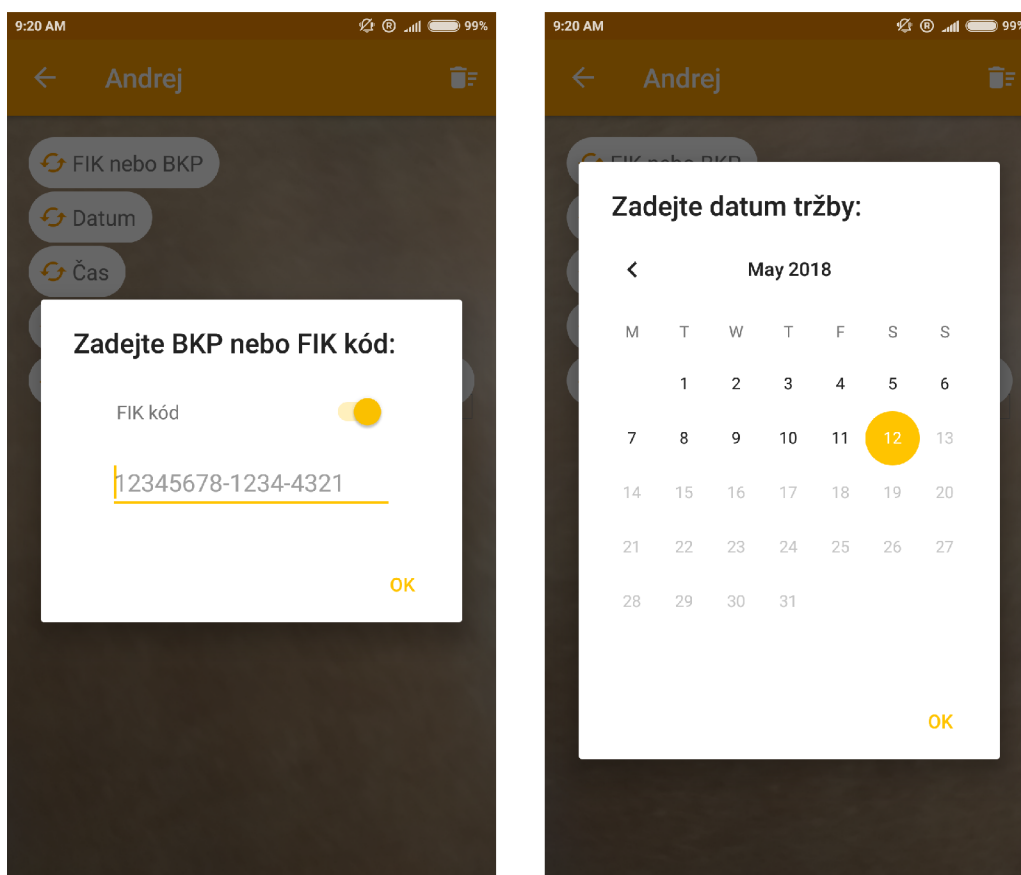 9:20 AM
® 99%
Andrej
FIK nebo BKP
Datum
Čas
Zadejte BKP nebo FIK kód:
FIK kód
12345678-1234-4321
OK
9:20 AM
® 99%
Andrej
FIK nebo BKP
Zadejte datum tržby:
May 2018
M T W T F S S
1 2 3 4 5 6
7 8 9 10 11 12 13
14 15 16 17 18 19 20
21 22 23 24 25 26 27
28 29 30 31
OK